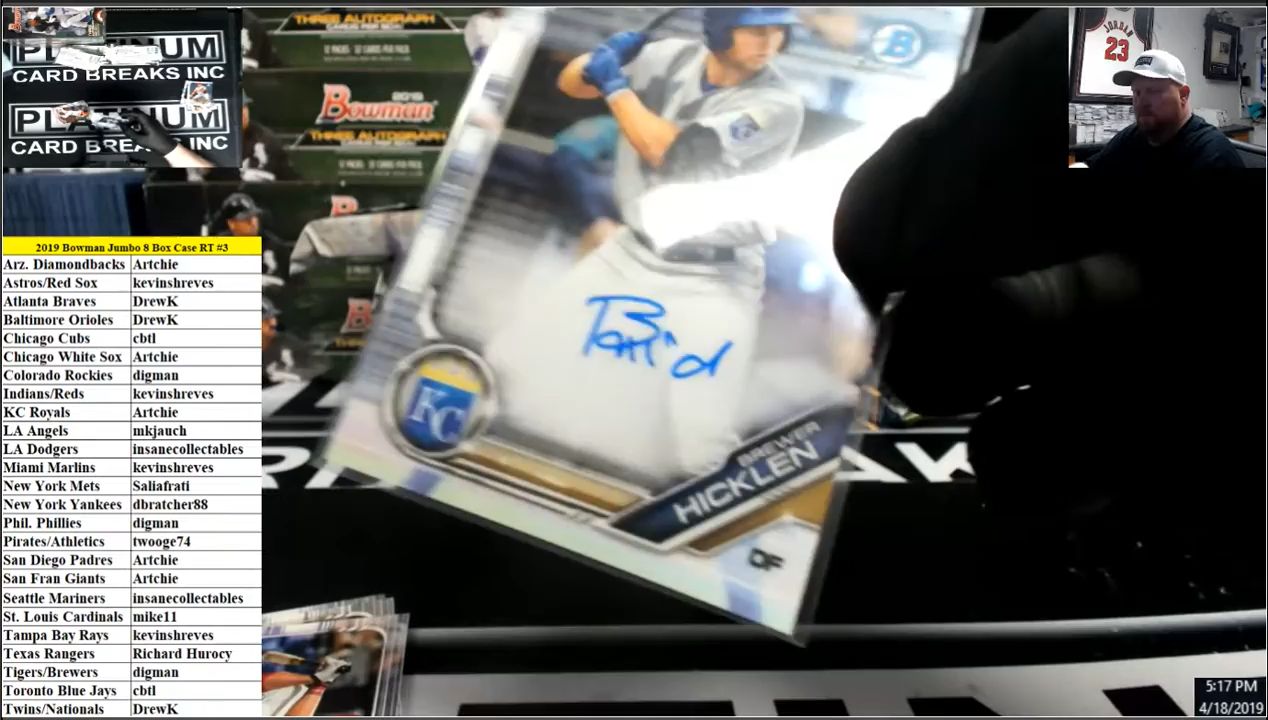 PLATINUM
CARD BREAKS INC
PLATINUM
CARD BREAKS INC
THREE AUTOGRAPH
CARDS PER BOX!
2019
Bowman
THREE AUTOGRAPH
JORDAN
23
B
KC
BREWER
HICKLEN
OF
2019 Bowman Jumbo 8 Box Case RT #3
Arz. Diamondbacks Artchie
Astros/Red Sox kevinshreves
Atlanta Braves DrewK
Baltimore Orioles DrewK
Chicago Cubs cbtl
Chicago White Sox Artchie
Colorado Rockies digman
Indians/Reds kevinshreves
KC Royals Artchie
LA Angels mkjauch
LA Dodgers insanecollectables
Miami Marlins kevinshreves
New York Mets Saliafrati
New York Yankees dbratcher88
Phil. Phillies digman
Pirates/Athletics twooge74
San Diego Padres Artchie
San Fran Giants Artchie
Seattle Mariners insanecollectables
St. Louis Cardinals mike11
Tampa Bay Rays kevinshreves
Texas Rangers Richard Hurocy
Tigers/Brewers digman
Toronto Blue Jays cbtl
Twins/Nationals DrewK
5:17 PM
4/18/2019